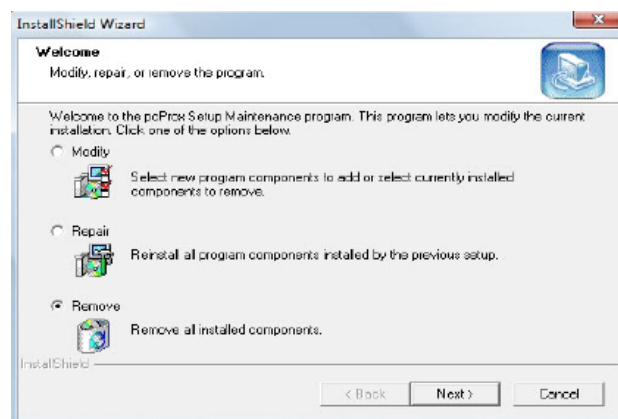 InstallShield Wizard
Welcome
Modify, repair, or remove the program.
Welcome to the pcProx Setup Maintenance program. This program lets you modify the current
installation. Click one of the options below.
Modify
Select new program components to add or select currently installed
components to remove.
Repair
Reinstall all program components installed by the previous setup.
Remove
Remove all installed components.
InstallShield
< Back
Next >
Cancel